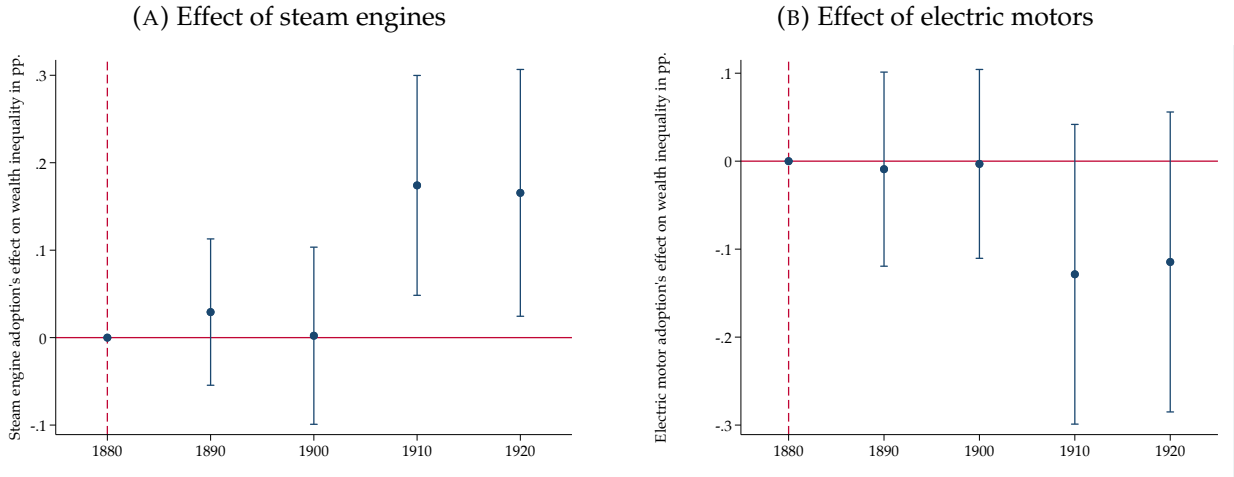 (A) Effect of steam engines
Steam engine adoption's effect on wealth inequality in pp.
.3
.2
.1
0
-.1
1880 1890 1900 1910 1920
(B) Effect of electric motors
Electric motor adoption's effect on wealth inequality in pp.
.1
0
-.1
-.2
-.3
1880 1890 1900 1910 1920